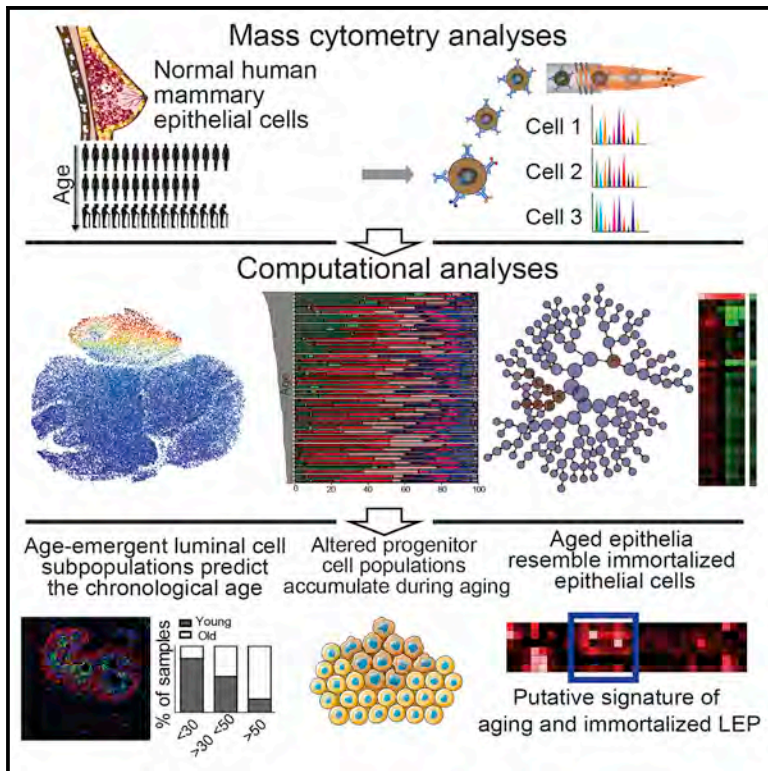 Mass cytometry analyses
Normal human
mammary
epithelial cells
Age
Cell 1
Cell 2
Cell 3
Computational analyses
Age
0 20 40 60 80 100
Age-emergent luminal cell
subpopulations predict
the chronological age
Young
Old
% of samples
<30
>30 <50
>50
Altered progenitor
cell populations
accumulate during aging
Aged epithelia
resemble immortalized
epithelial cells
Putative signature of
aging and immortalized LEP